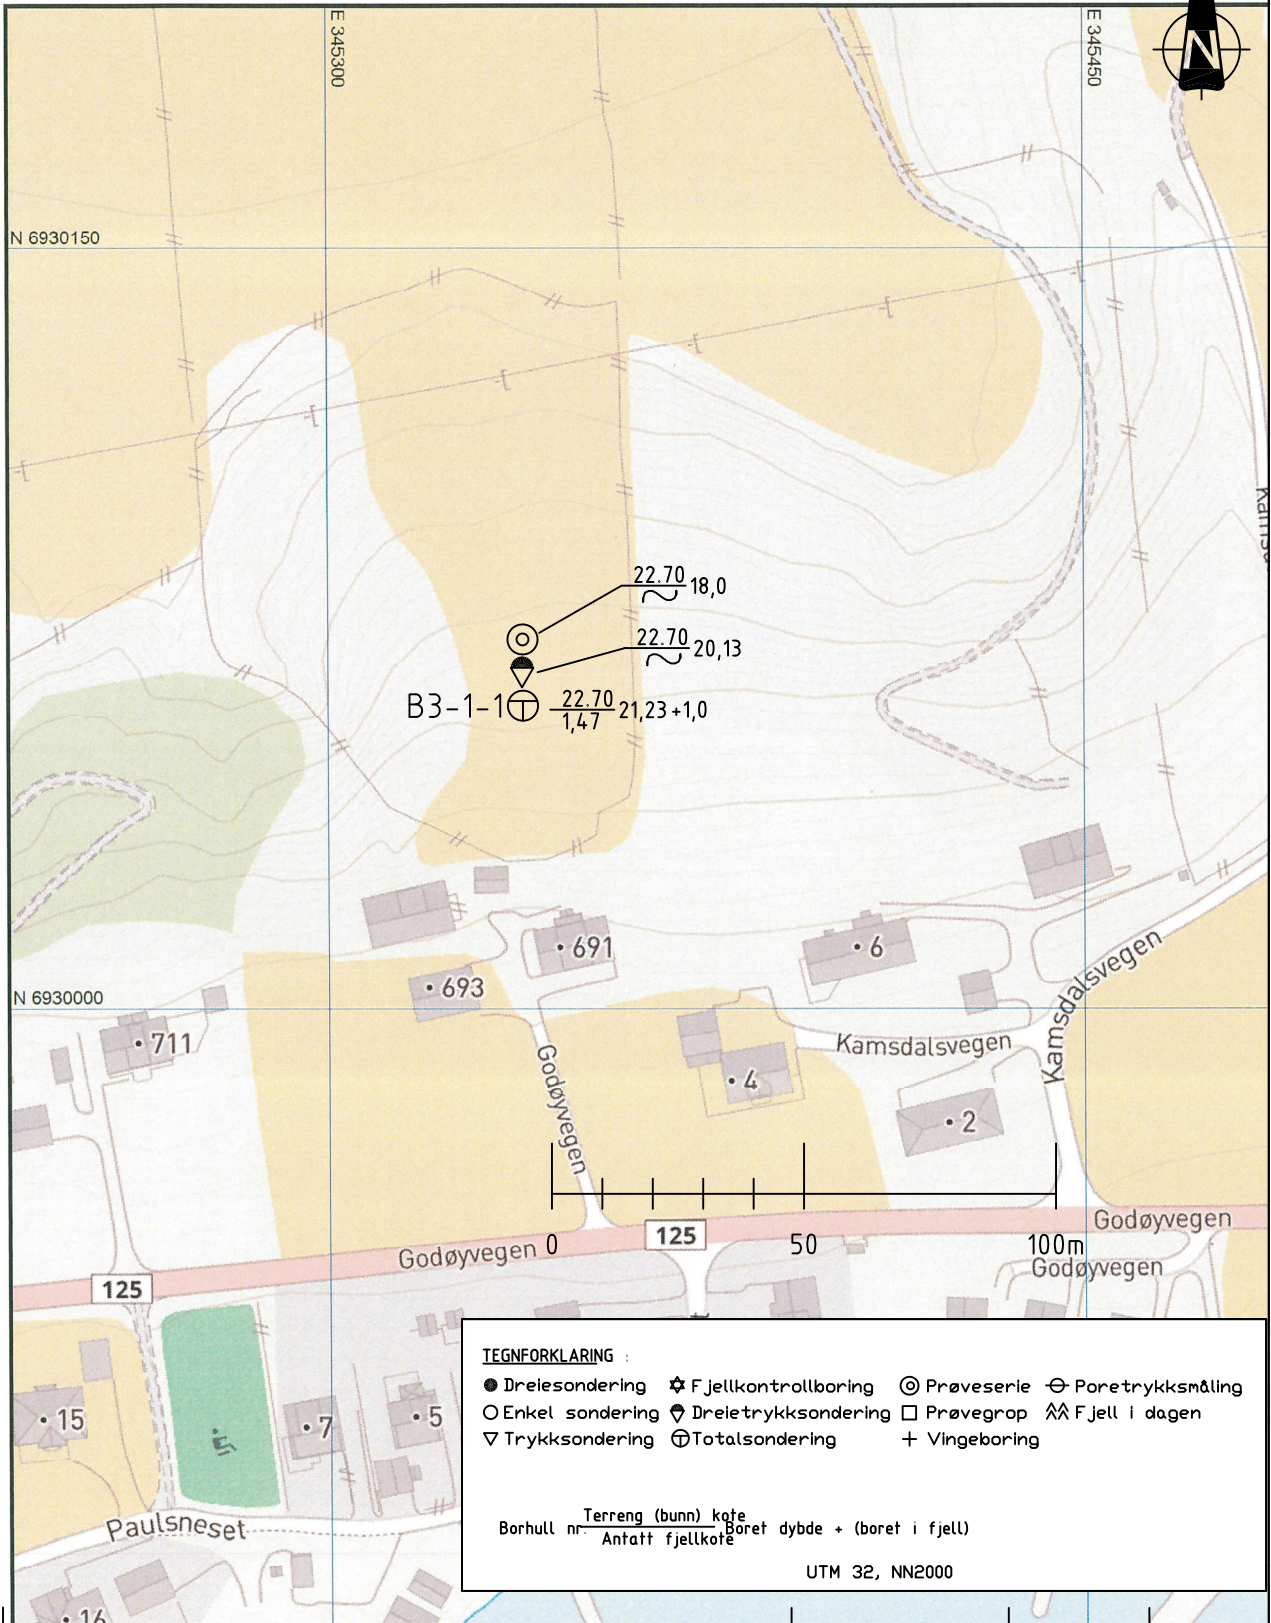 E 345300
E 345450
N
N 6930150
Kamsd
22.70
18,0
22.70
20,13
B3-1-1
22.70
1,47
21,23 +1,0
691
6
693
Kamsdalsvegen
N 6930000
711
Kamsdalsvegen
4
2
Godøyvegen
Godøyvegen
125
Godøyvegen
0
50
100m
Godøyvegen
125
15
7
5
Paulsneset
16
TEGNFORKLARING :
Dreiesondering Fjellkontrollboring Prøveserie Poretrykksmåling
Enkel sondering Dreietrykksondering Prøvegrop Fjell i dagen
Trykksondering Totalsondering Vingeboring
Terreng (bunn) kote
Borhull nr. Boret dybde + (boret i fjell)
Antatt fjellkote
UTM 32, NN2000